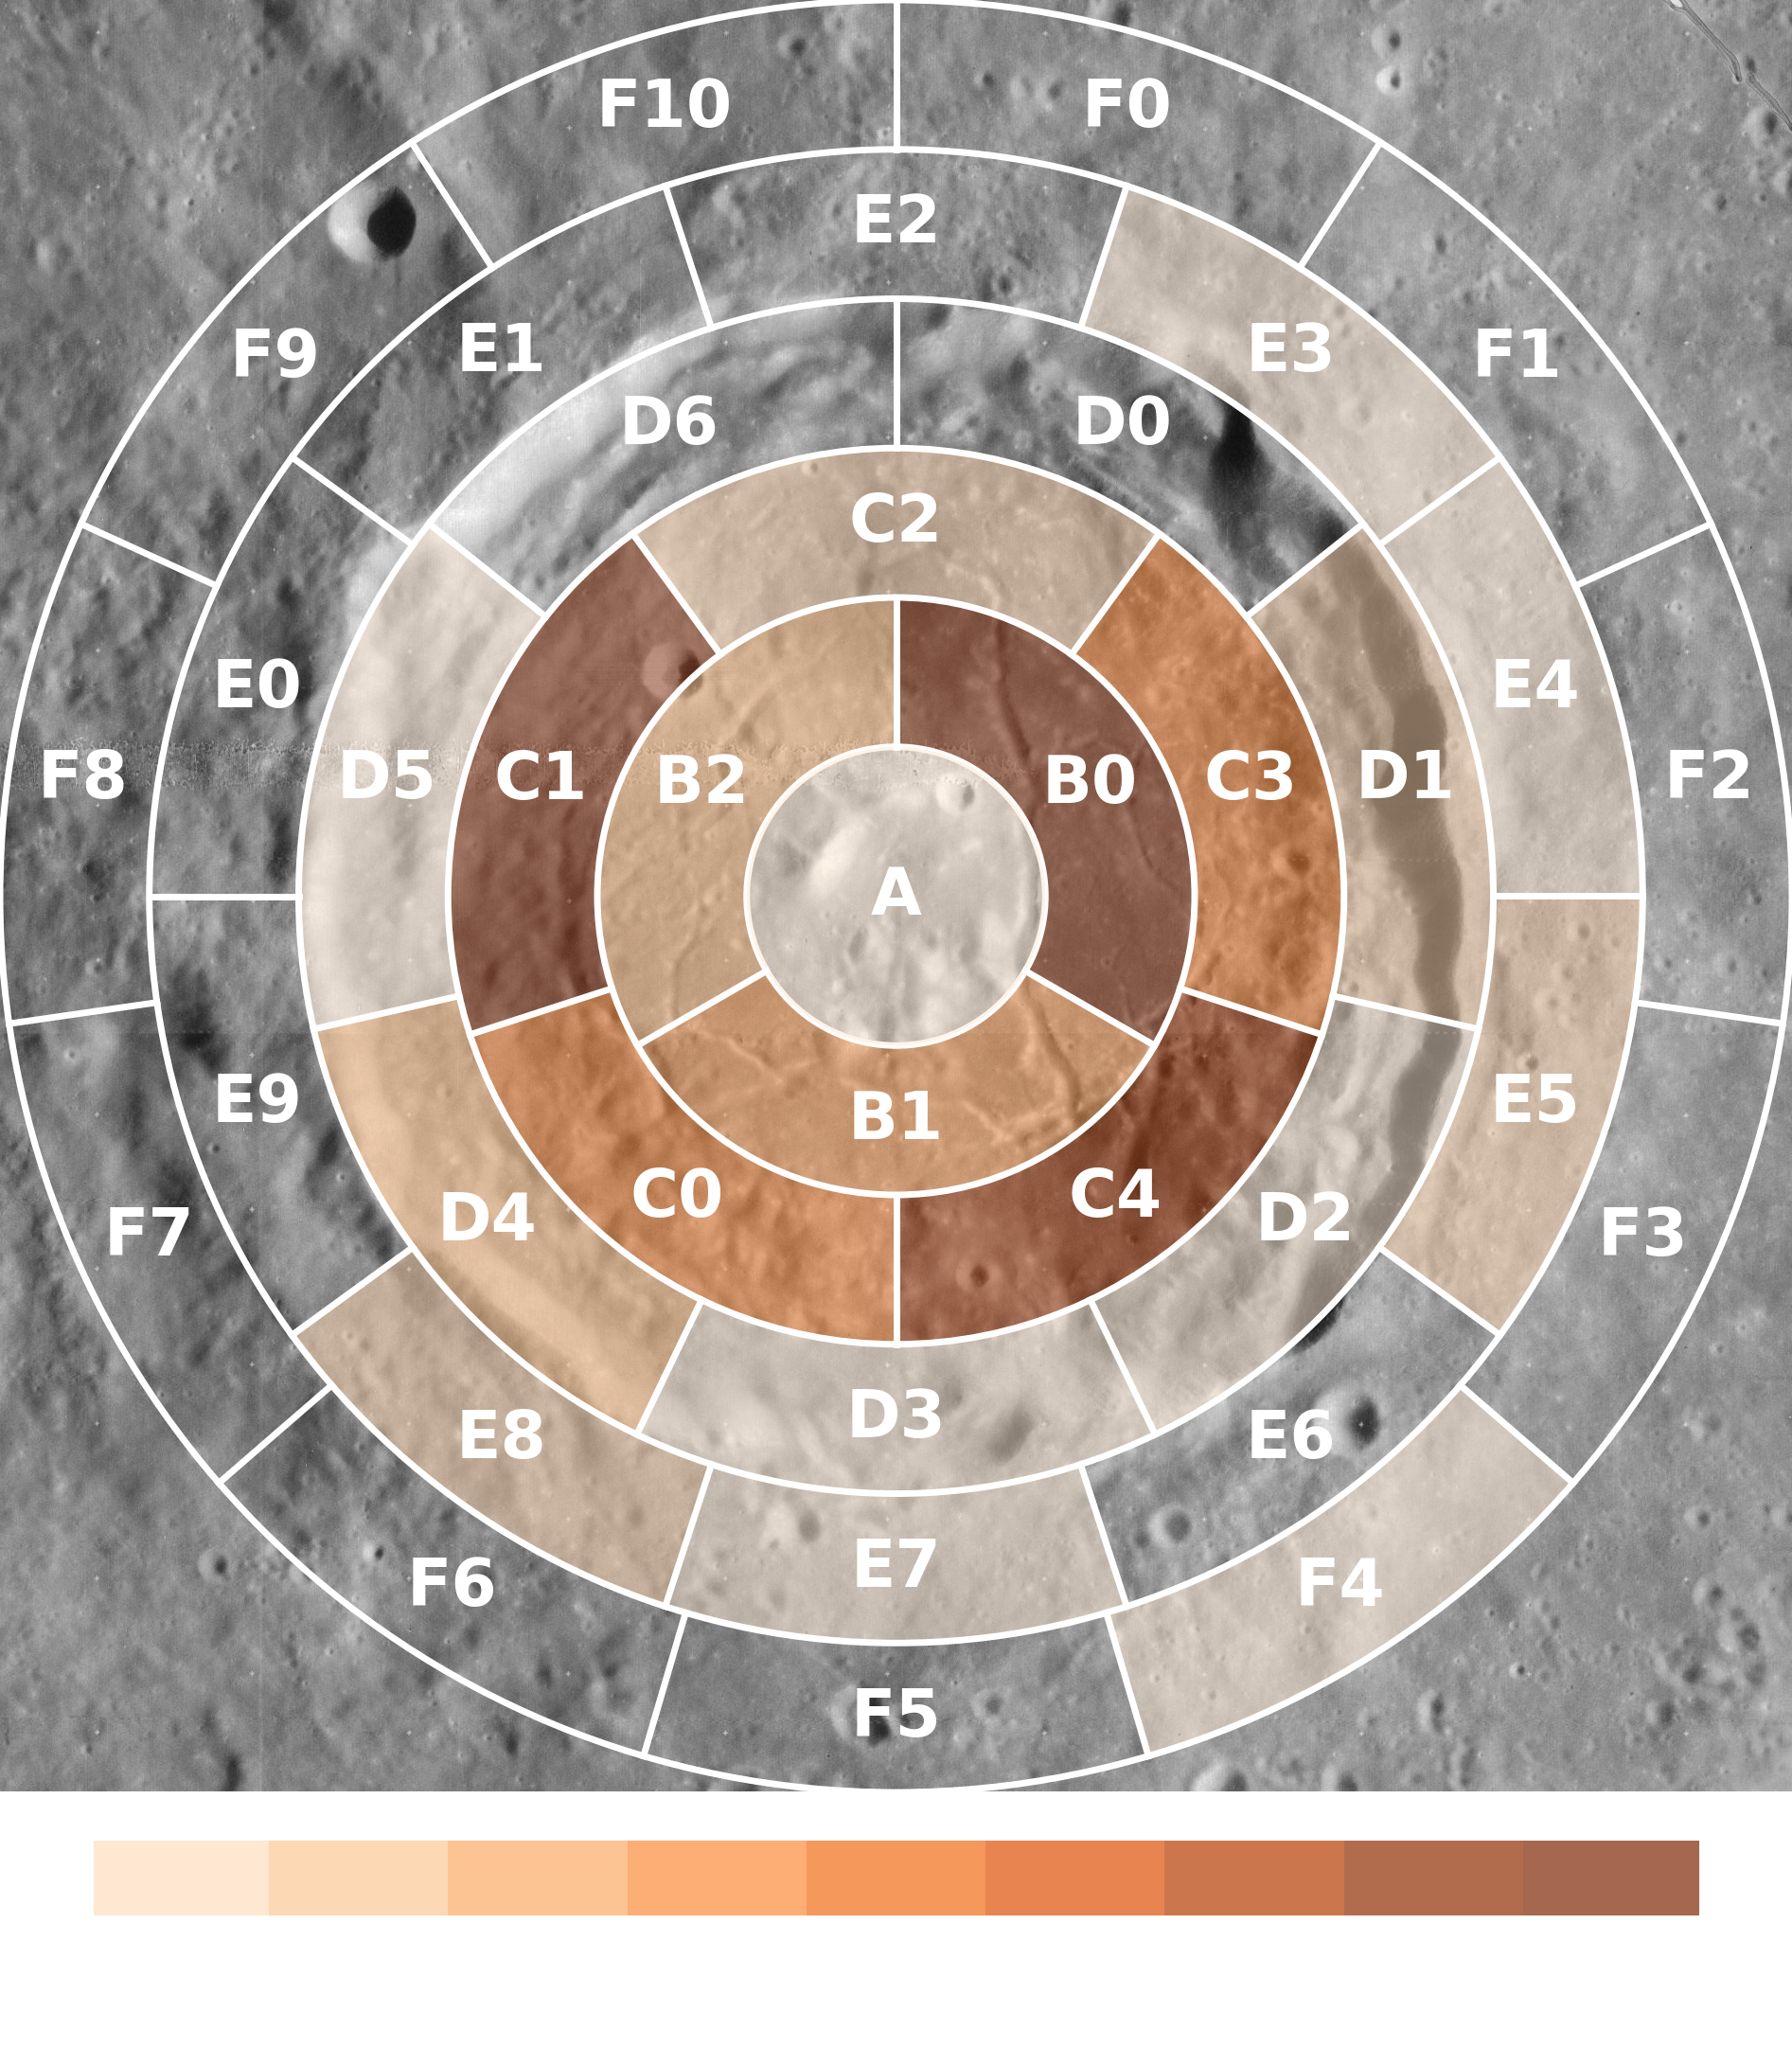 F10 F0
E2
F9 E1 E3 F1
D6 D0
C2
E0 E4
F8 D5 C1 B2 B0 C3 D1 F2
A
E9 B1 E5
F7 D4 C0 C4 D2 F3
D3
E8 E6
F6 E7 F4
F5